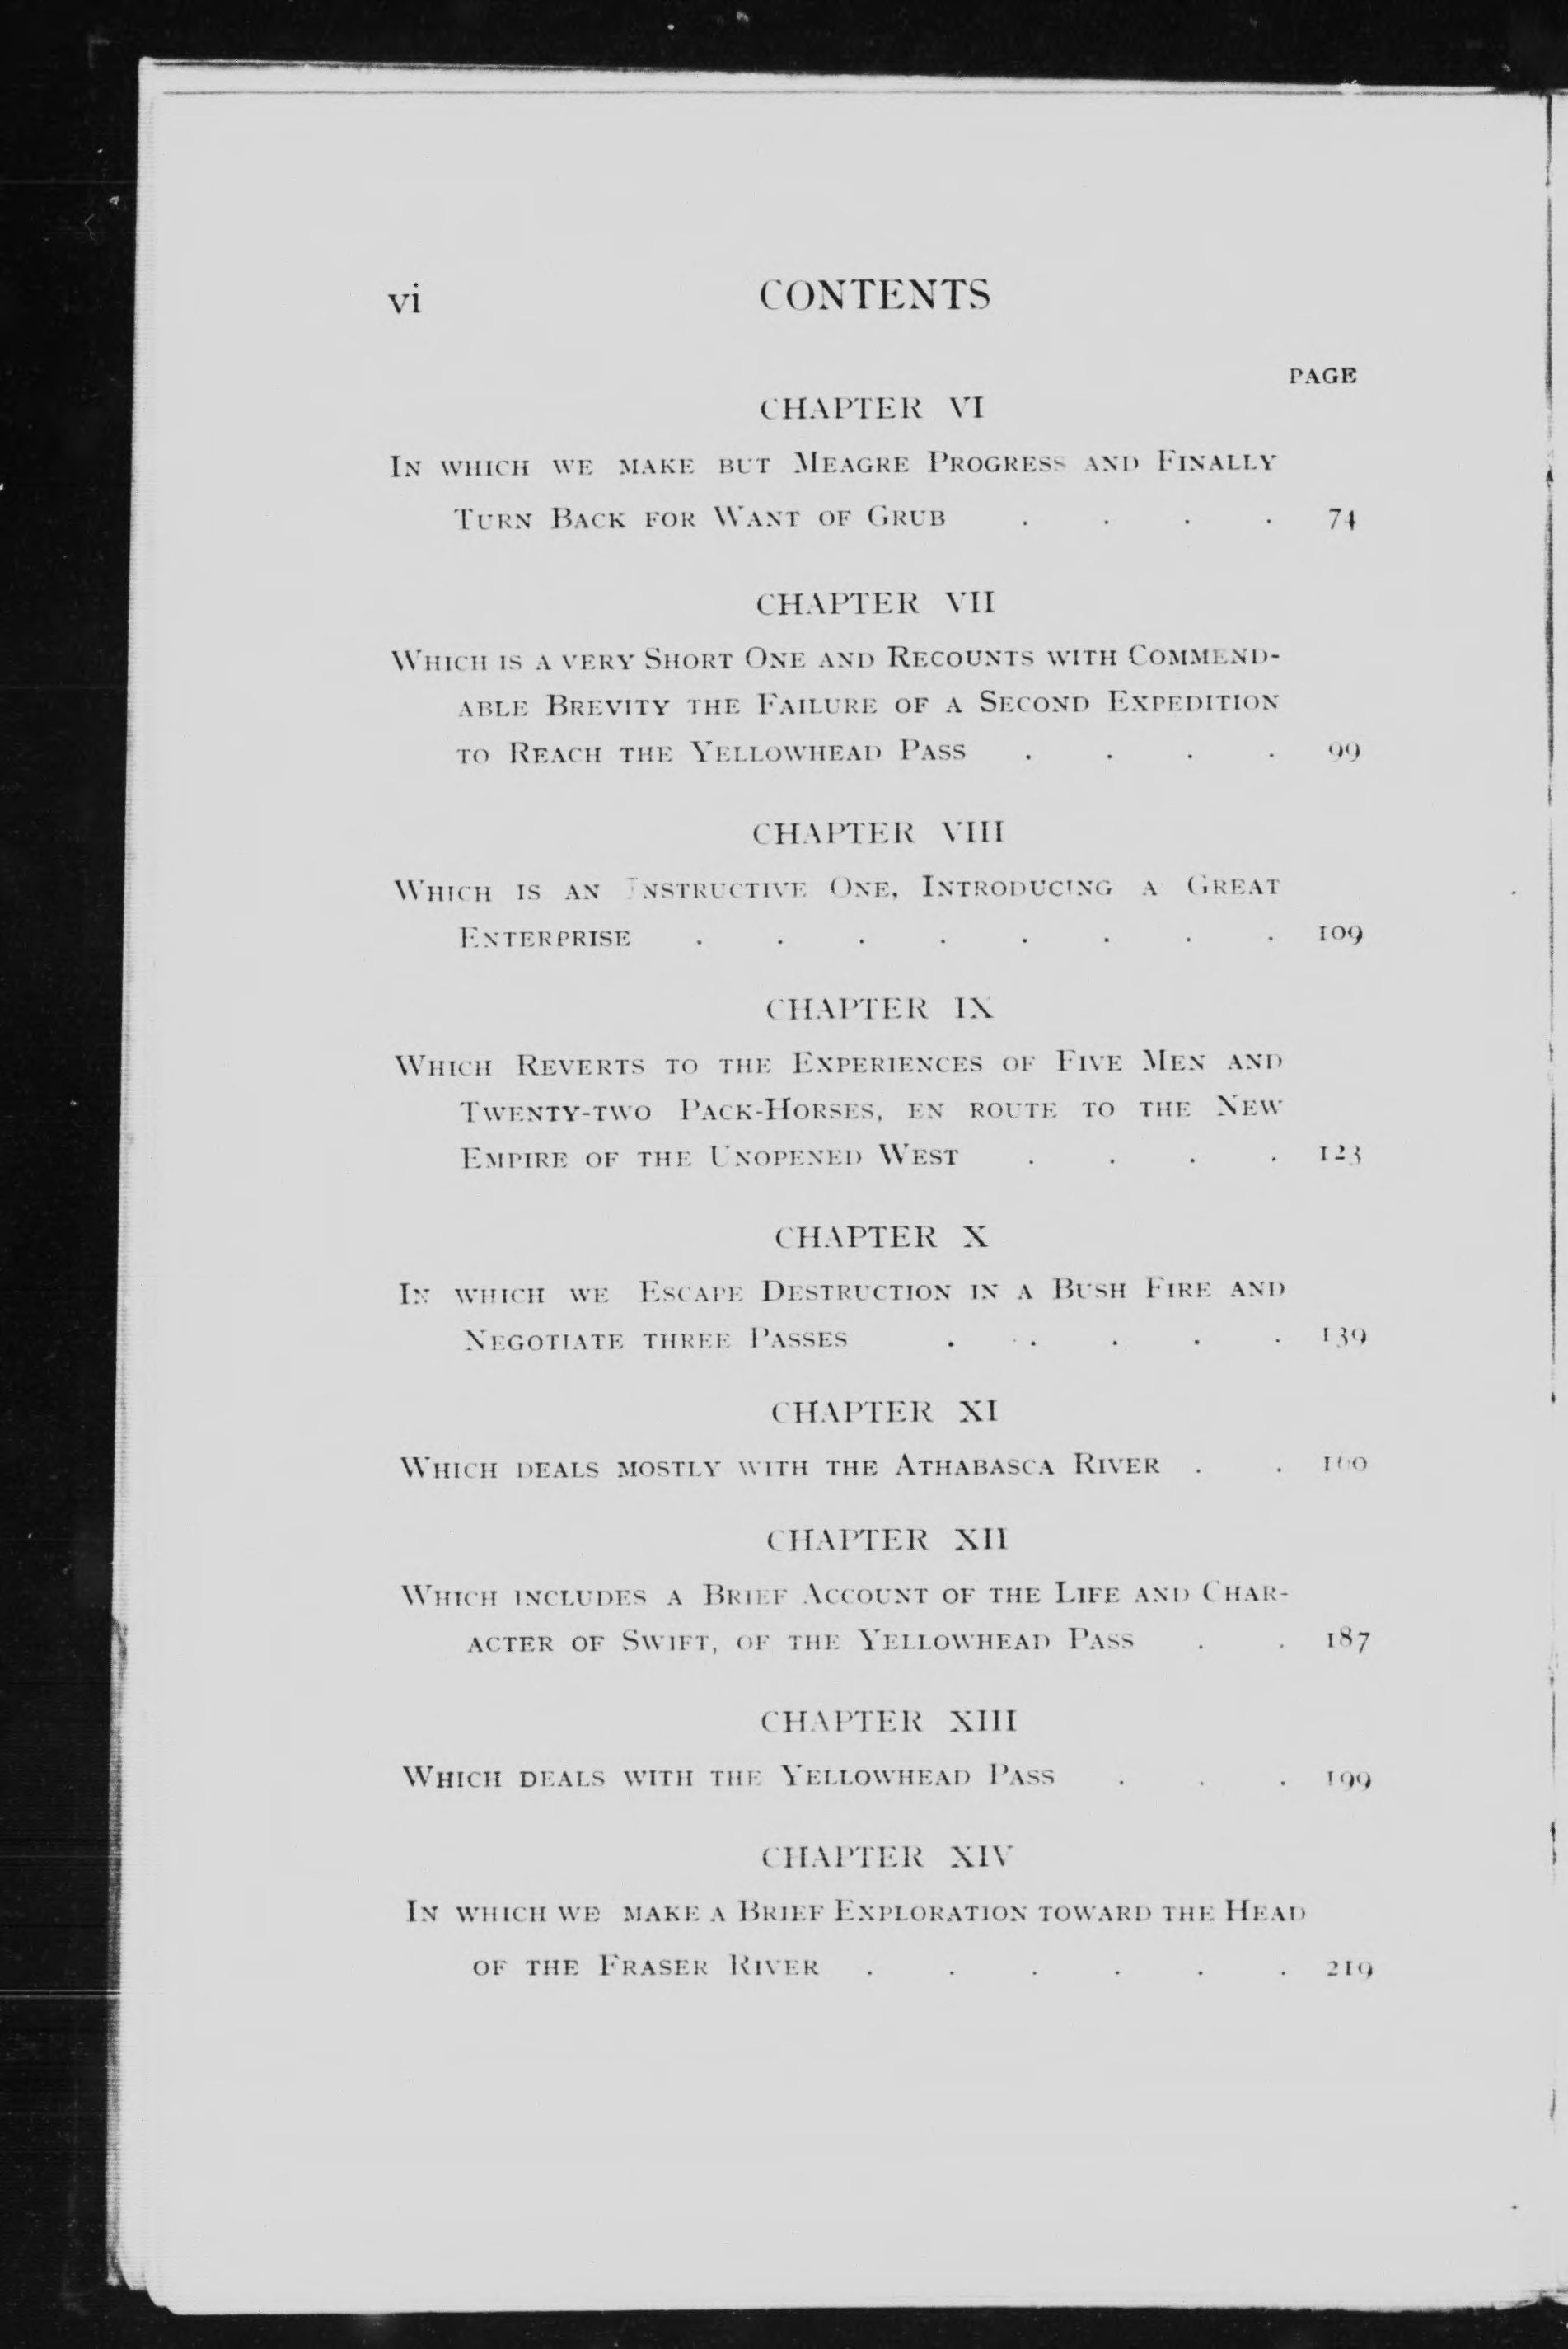 vi CONTENTS
PAGE
CHAPTER VI
In which we make but Meagre Progress and Finally
Turn Back for Want of Grub . . . . 74
CHAPTER VII
Which is a very Short One and Recounts with Commend-
able Brevity the Failure of a Second Expedition
to Reach the Yellowhead Pass . . . . 99
CHAPTER VIII
Which is an Instructive One, Introducing a Great
Enterprise . . . . . . . . 109
CHAPTER IX
Which Reverts to the Experiences of Five Men and
Twenty-two Pack-Horses, en route to the New
Empire of the Unopened West . . . . 123
CHAPTER X
In which we Escape Destruction in a Bush Fire and
Negotiate three Passes . . . . . 139
CHAPTER XI
Which deals mostly with the Athabasca River . . 160
CHAPTER XII
Which includes a Brief Account of the Life and Char-
acter of Swift, of the Yellowhead Pass . . 187
CHAPTER XIII
Which deals with the Yellowhead Pass . . . 199
CHAPTER XIV
In which we make a Brief Exploration toward the Head
of the Fraser River . . . . . . 219